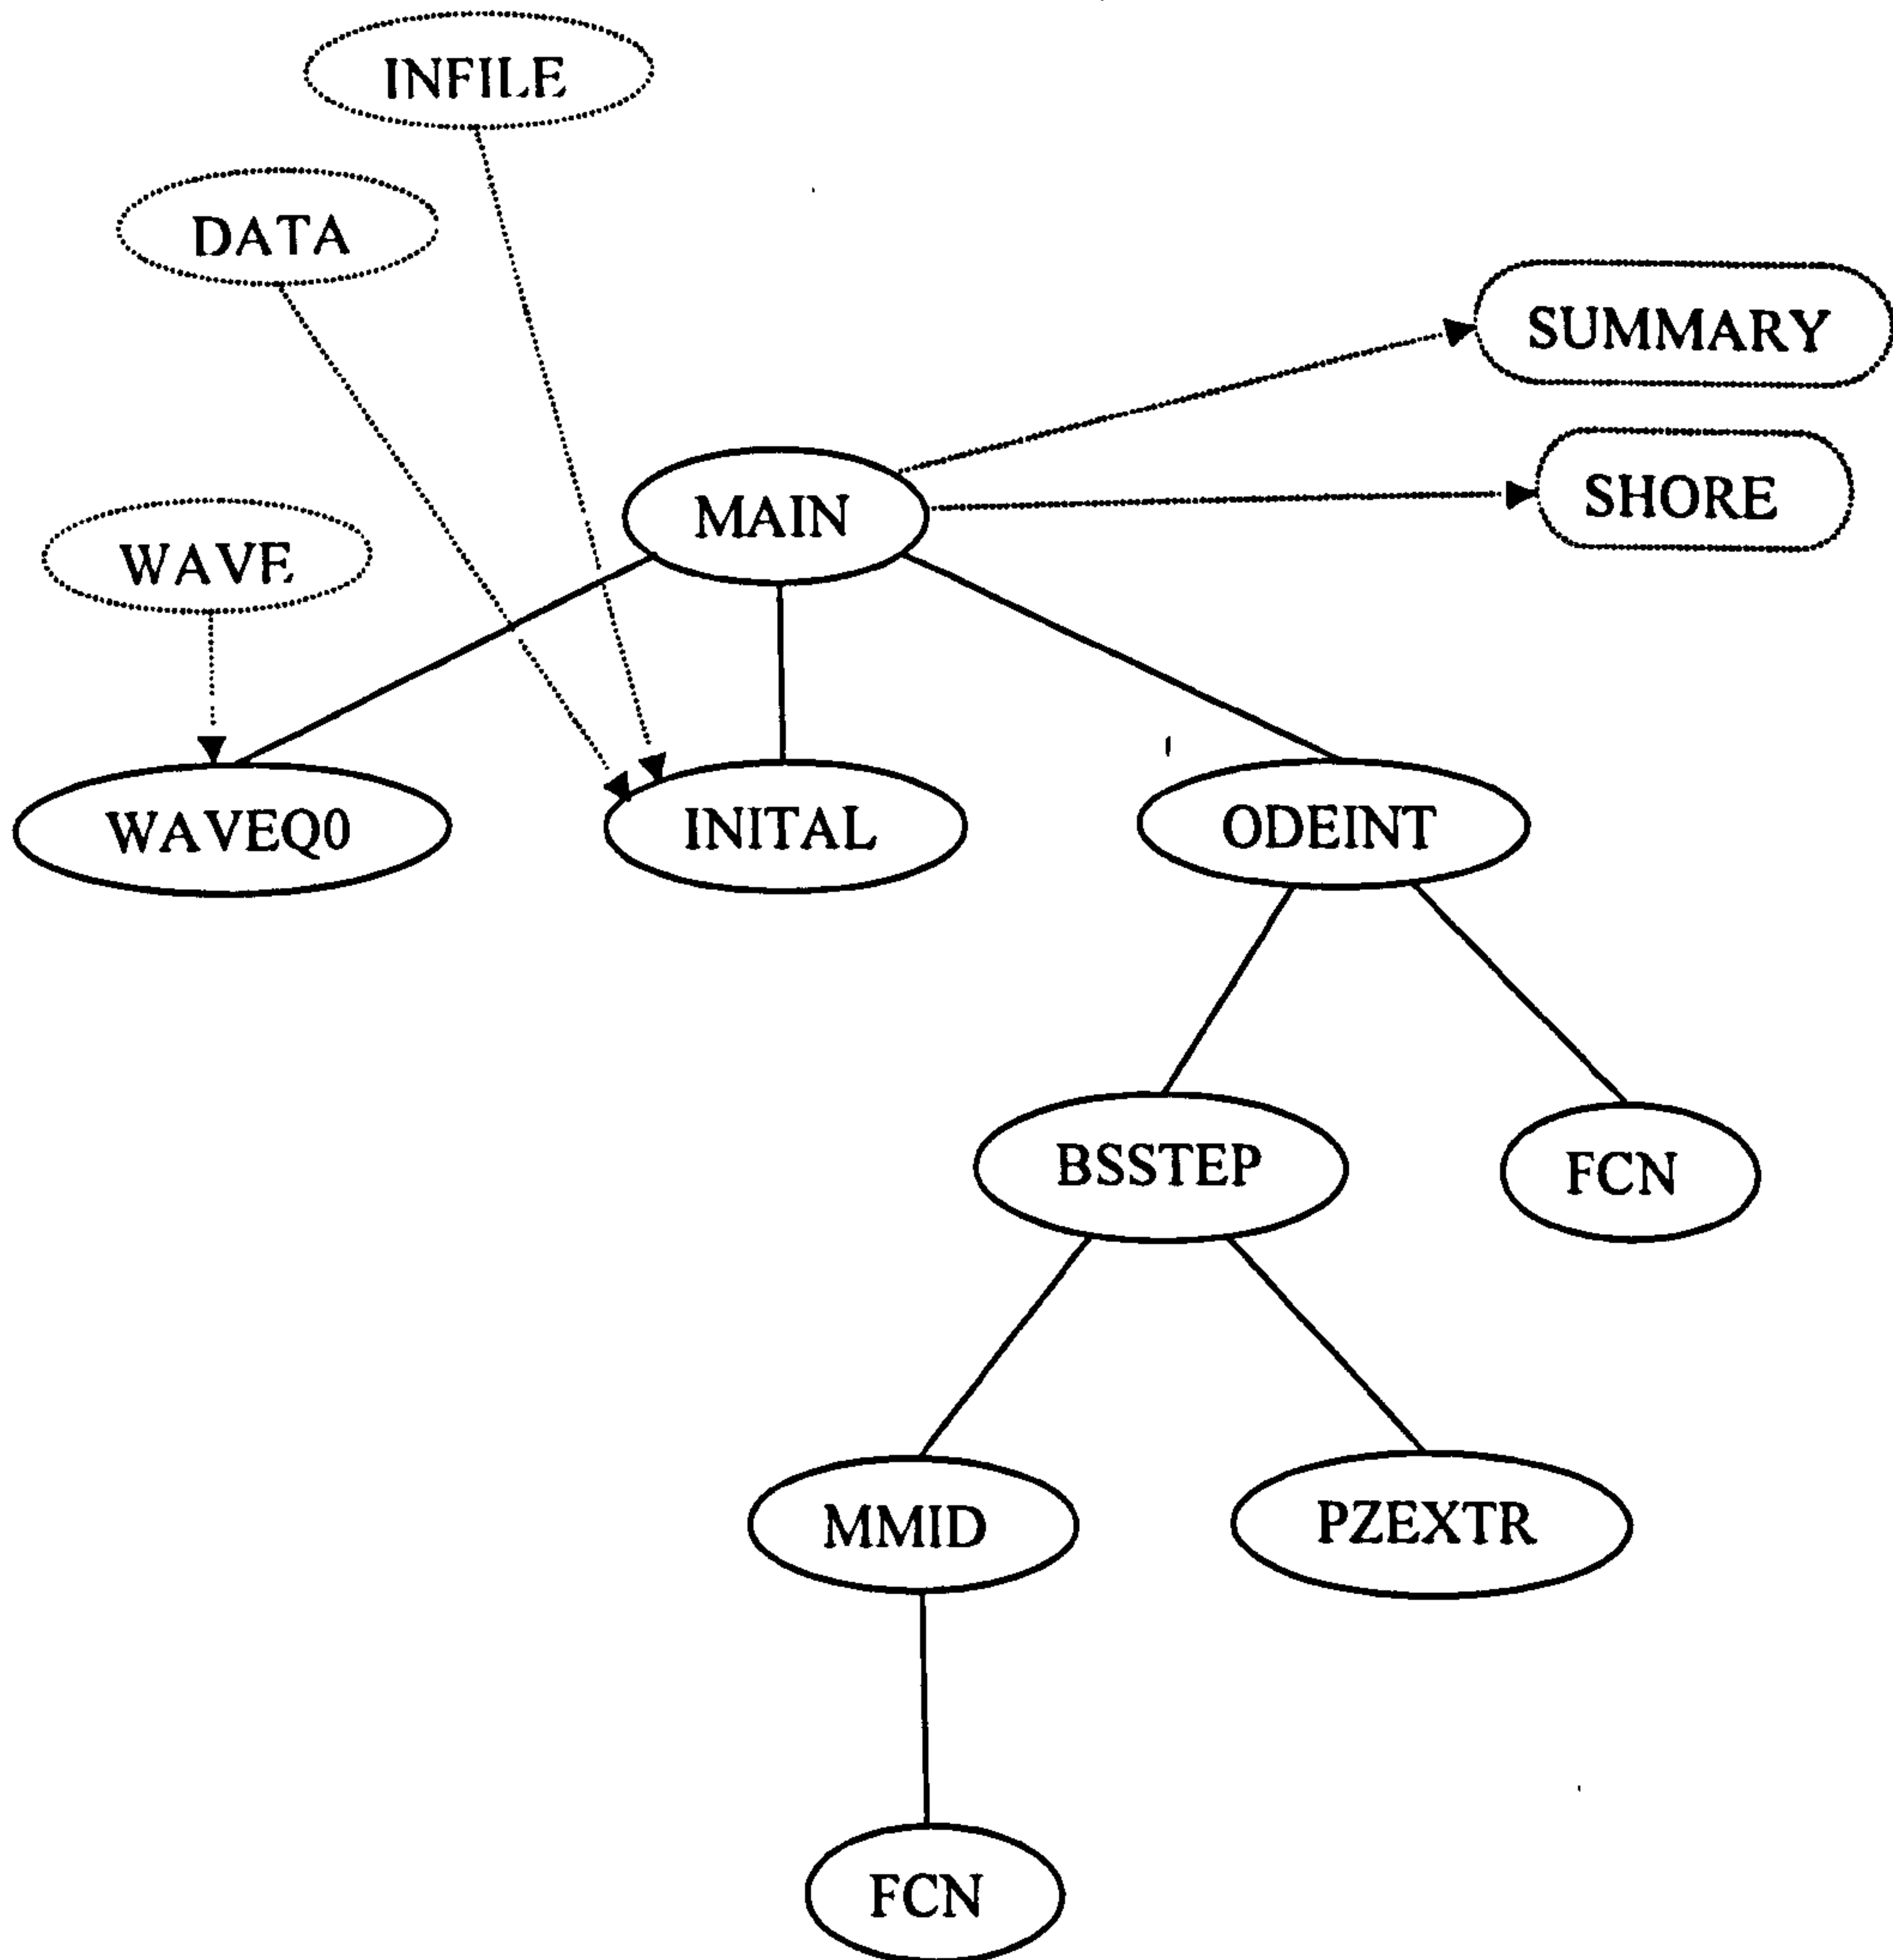 INFILE
DATA
SUMMARY
SHORE
MAIN
WAVE
WAVEQ0
INITAL
ODEINT
BSSTEP
FCN
MMID
PZEXTR
FCN